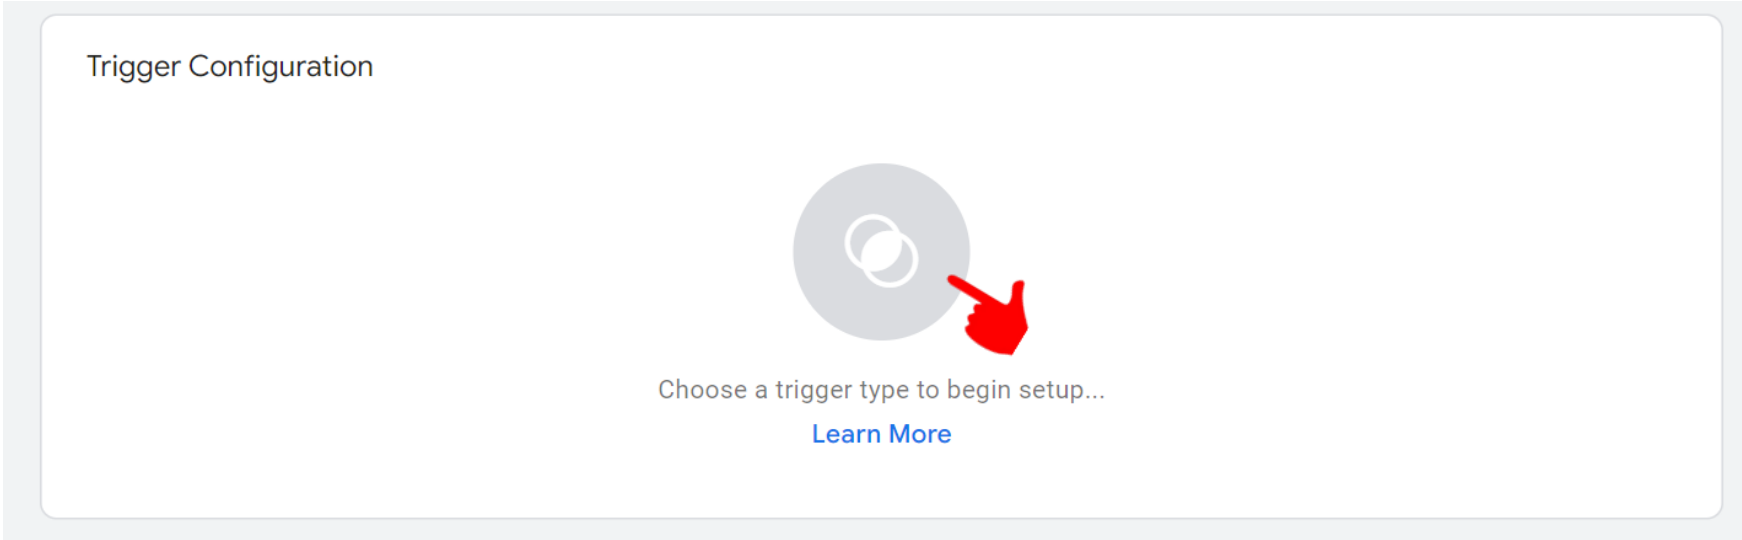 Trigger Configuration
Choose a trigger type to begin setup...
Learn More